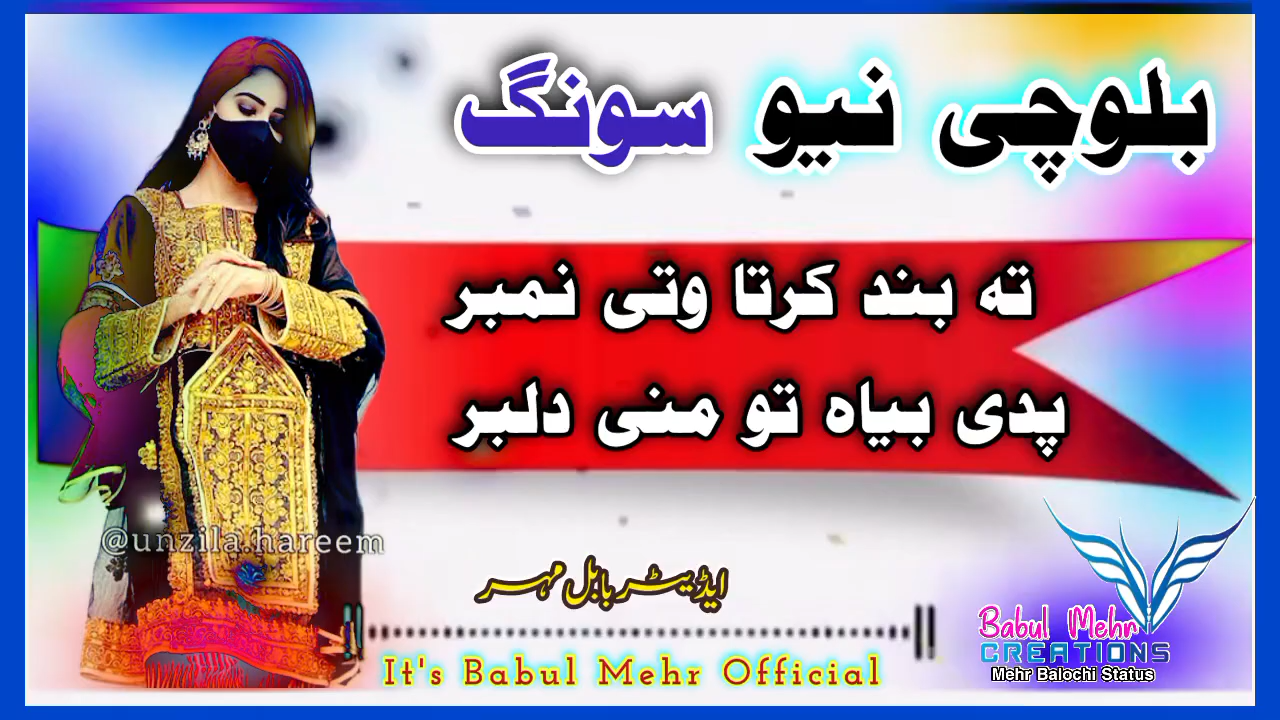 بلوچی نیو سونگ
ته بند کرتا وتی نمبر
پدی بیاه تو منی دلبر
@unzila.hareem
ایڈیٹر بابل مہر
It's Babul Mehr Official
Babul Mehr
CREATIONS
Mehr Balochi Status